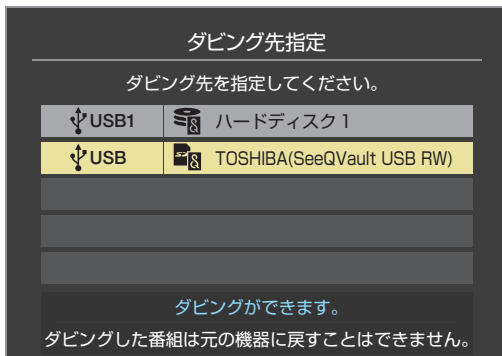 ダビング先指定
ダビング先を指定してください。
USB1 ハードディスク1
USB TOSHIBA(SeeQVault USB RW)
ダビングができます。
ダビングした番組は元の機器に戻すことはできません。